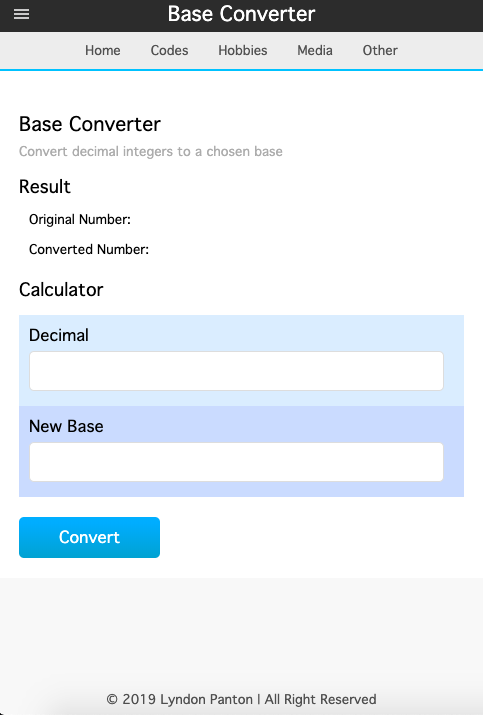 Base Converter
Home Codes Hobbies Media Other
Base Converter
Convert decimal integers to a chosen base
Result
Original Number:
Converted Number:
Calculator
Decimal
New Base
Convert
© 2019 Lyndon Panton | All Right Reserved